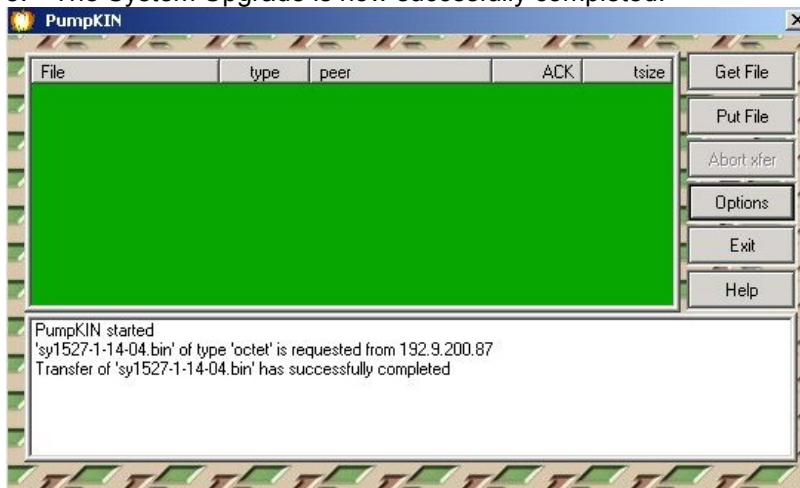 The System Upgrade is now successfully completed.
PumpKIN
File type peer ACK tsize
Get File
Put File
Abort xfer
Options
Exit
Help
PumpKIN started
'sy1527-1-14-04.bin' of type 'octet' is requested from 192.9.200.87
Transfer of 'sy1527-1-14-04.bin' has successfully completed